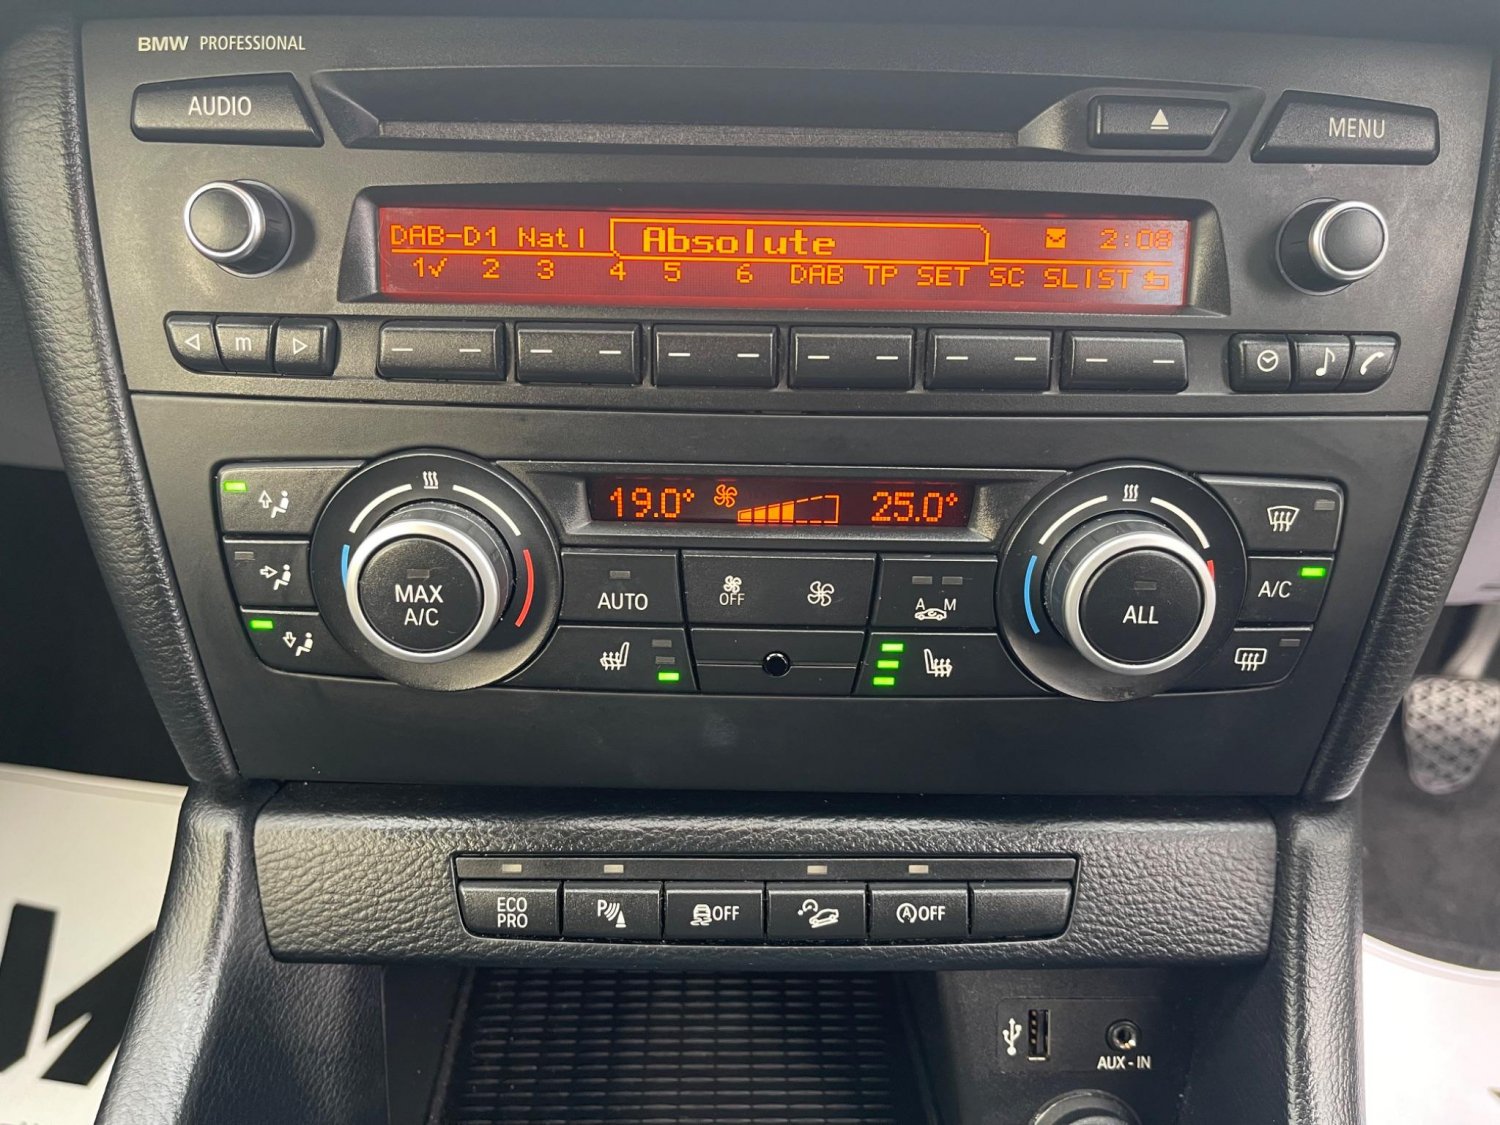 BMW PROFESSIONAL
AUDIO
MENU
DAB-D1 Natl Absolute 2:08
1√ 2 3 4 5 6 DAB TP SET SC SLIST
m
19.0° 25.0°
MAX
A/C
AUTO
OFF
A M
ALL
A/C
ECO
PRO
P
OFF
A OFF
AUX-IN